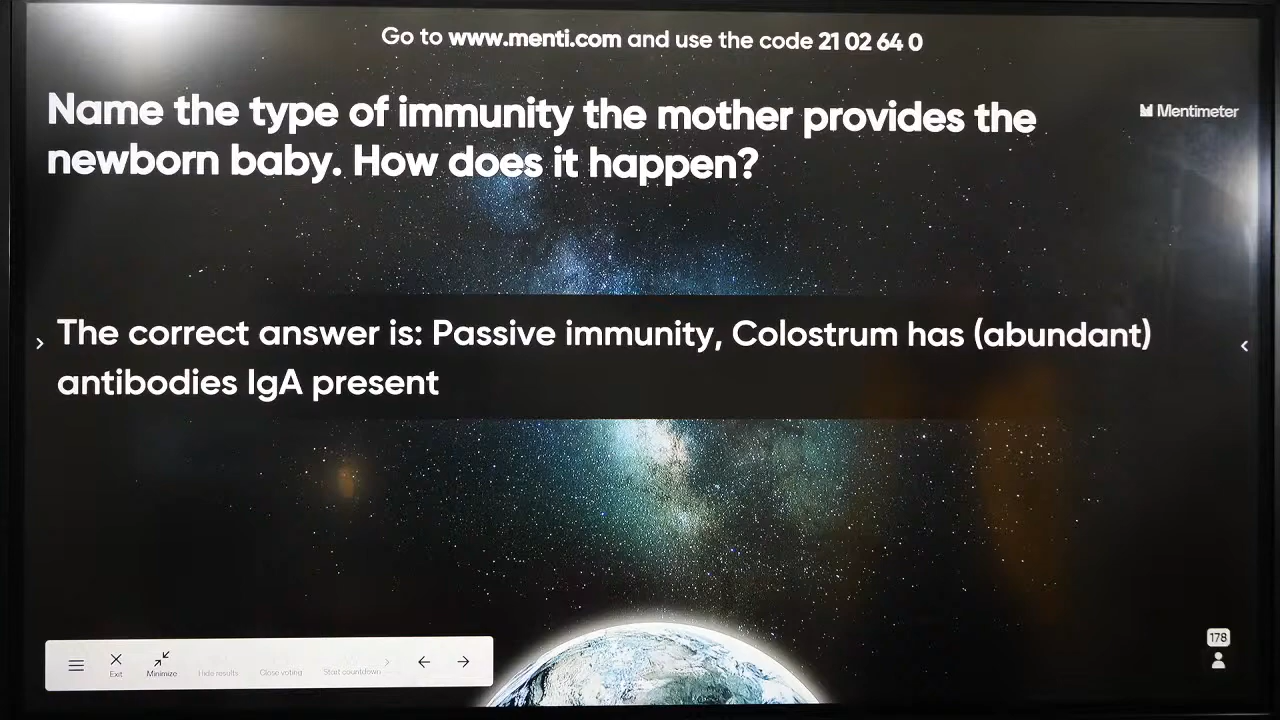 Go to www.menti.com and use the code 21 02 64 0
Name the type of immunity the mother provides the
newborn baby. How does it happen?
Mentimeter
The correct answer is: Passive immunity, Colostrum has (abundant)
antibodies IgA present
Exit
Minimize
Hide results
Close voting
Start countdown
178